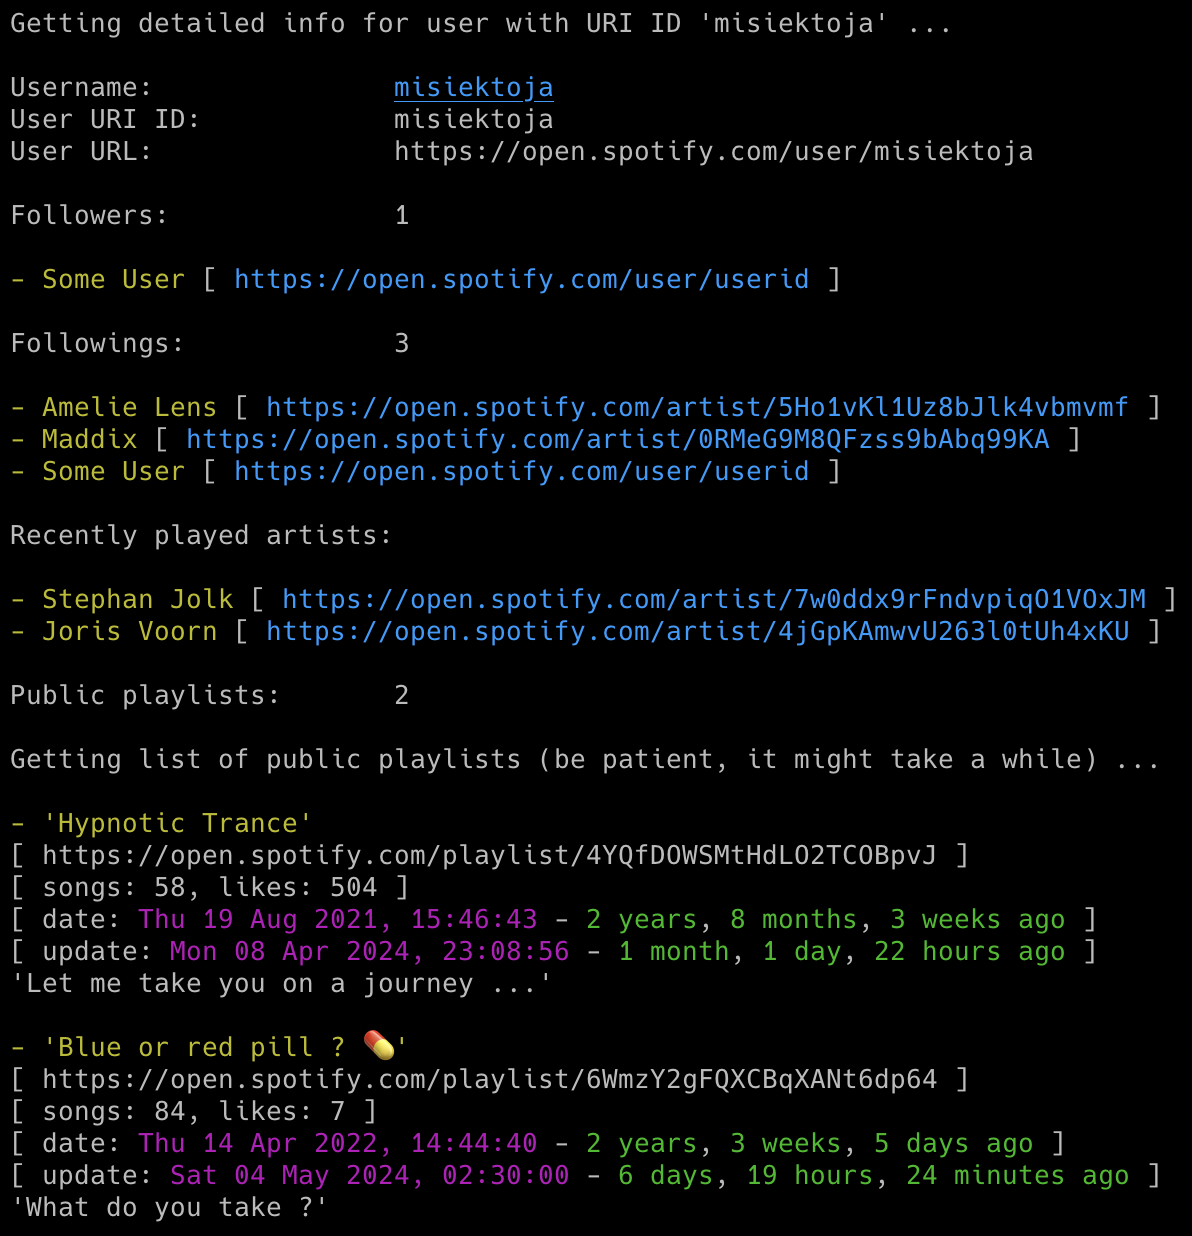 Getting detailed info for user with URI ID 'misiektoja' ...
Username: misiektoja
User URI ID: misiektoja
User URL: https://open.spotify.com/user/misiektoja
Followers: 1
- Some User [ https://open.spotify.com/user/userid ]
Followings: 3
- Amelie Lens [ https://open.spotify.com/artist/5Ho1vKl1Uz8bJlk4vbmvmf ]
- Maddix [ https://open.spotify.com/artist/0RMeG9M8QFzss9bAbq99KA ]
- Some User [ https://open.spotify.com/user/userid ]
Recently played artists:
- Stephan Jolk [ https://open.spotify.com/artist/7w0ddx9rFndvpiqO1VOxJM ]
- Joris Voorn [ https://open.spotify.com/artist/4jGpKAmwvU263l0tUh4xKU ]
Public playlists: 2
Getting list of public playlists (be patient, it might take a while) ...
- 'Hypnotic Trance'
[ https://open.spotify.com/playlist/4YQfDOWSMtHdLO2TCOBpvJ ]
[ songs: 58, likes: 504 ]
[ date: Thu 19 Aug 2021, 15:46:43 - 2 years, 8 months, 3 weeks ago ]
[ update: Mon 08 Apr 2024, 23:08:56 - 1 month, 1 day, 22 hours ago ]
'Let me take you on a journey ...'
- 'Blue or red pill ? 💊'
[ https://open.spotify.com/playlist/6WmzY2gFQXCBqXANt6dp64 ]
[ songs: 84, likes: 7 ]
[ date: Thu 14 Apr 2022, 14:44:40 - 2 years, 3 weeks, 5 days ago ]
[ update: Sat 04 May 2024, 02:30:00 - 6 days, 19 hours, 24 minutes ago ]
'What do you take ?'